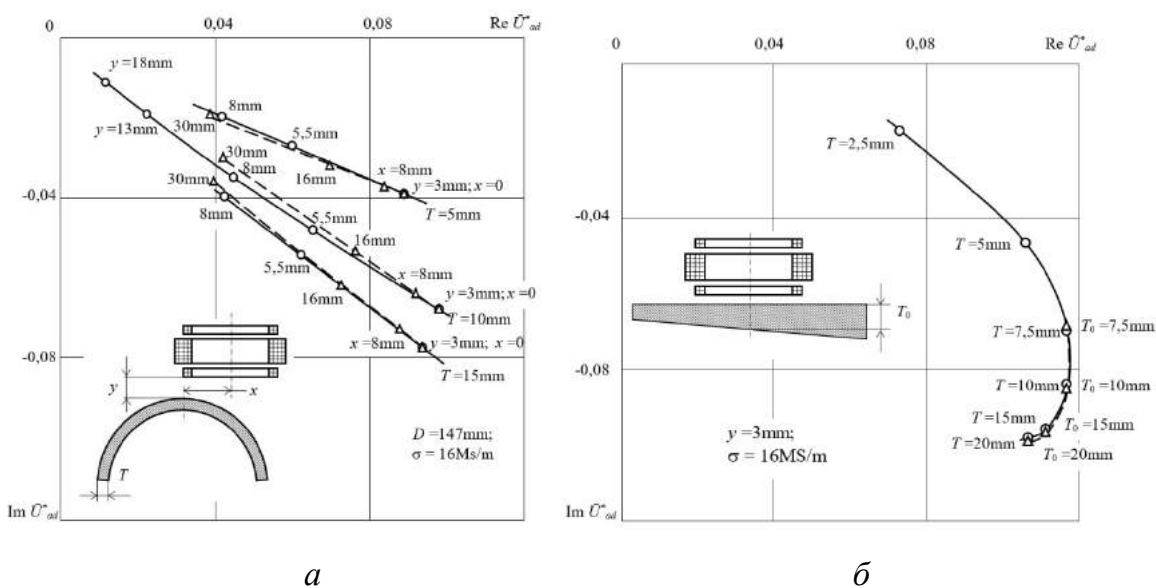 0
0,04
0,08
Re U̇*ad
y =18mm
8mm
30mm
5,5mm
y=13mm
30mm
16mm
x =8mm
30mm
8mm
y =3mm; x =0
-0,04
T =5mm
8mm
5,5mm
16mm
5,5mm
x =8mm
16mm
y =3mm; x =0
T =10mm
x =8mm
y =3mm; x =0
-0,08
T =15mm
y
x
D =147mm;
σ = 16Ms/m
T
Im U̇*ad
а
0
0,04
0,08
Re U̇*ad
T =2,5mm
-0,04
T =5mm
T₀
T =7,5mm
T₀ =7,5mm
-0,08
T =10mm
T₀ =10mm
T =15mm
T₀ =15mm
y =3mm;
T =20mm
σ = 16MS/m
T₀ =20mm
Im U̇*ad
б